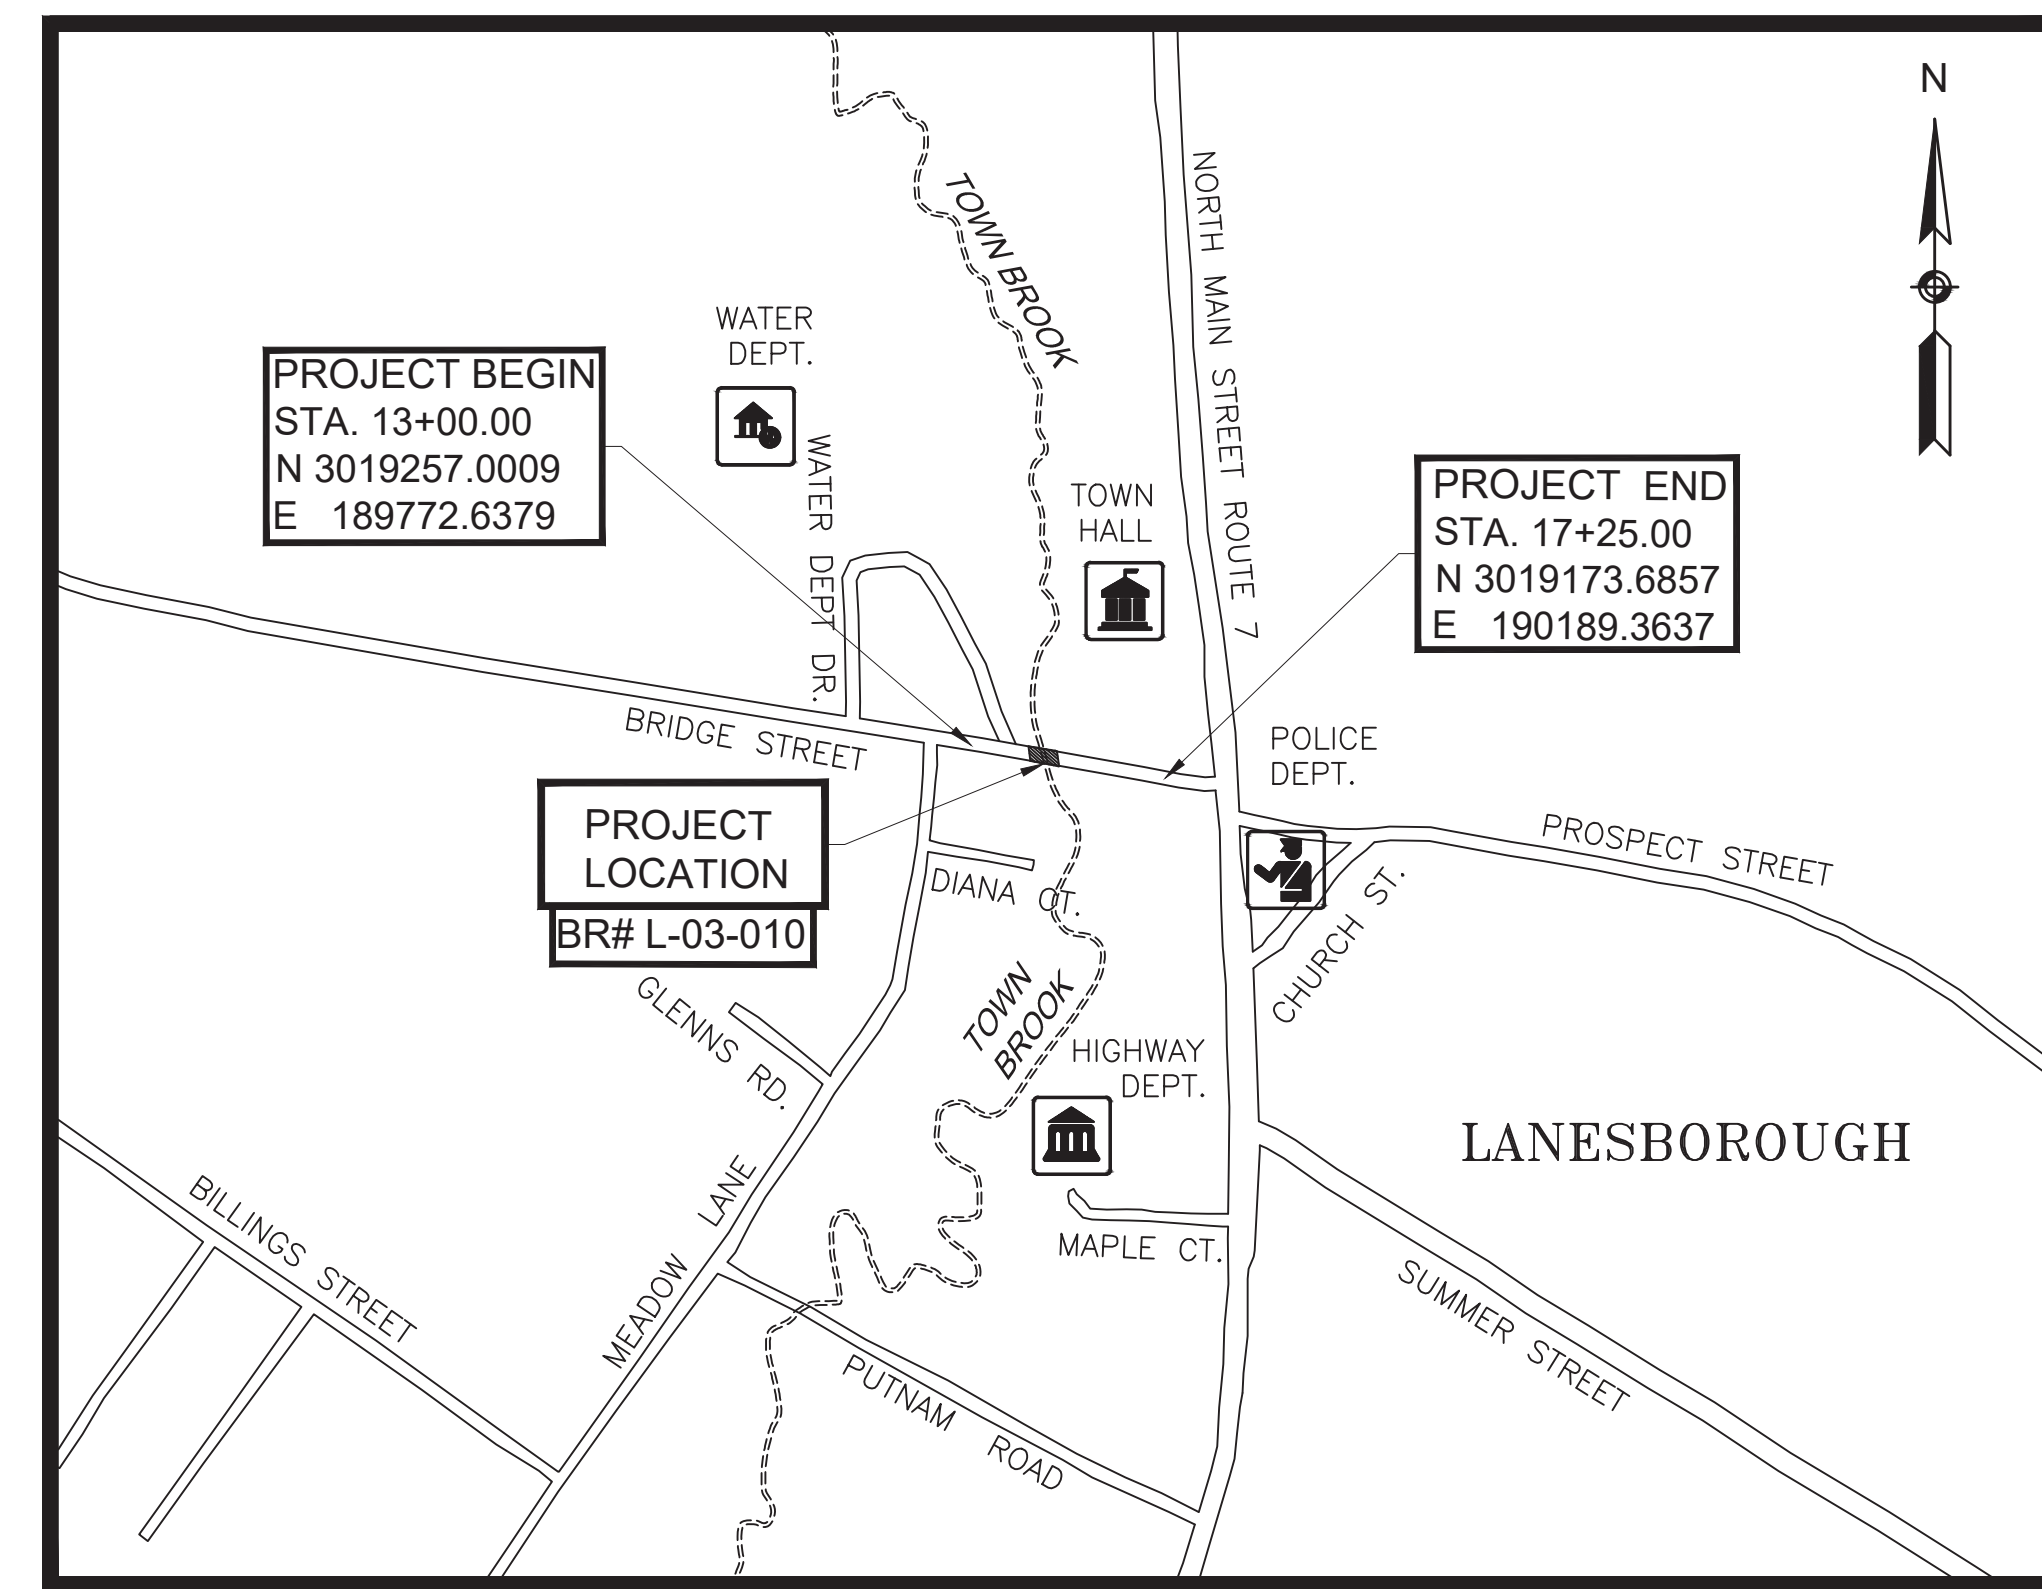 N
TOWN BROOK
NORTH MAIN STREET ROUTE 7
WATER
DEPT.
PROJECT BEGIN
STA. 13+00.00
N 3019257.0009
E 189772.6379
WATER DEPT DR.
TOWN
HALL
PROJECT END
STA. 17+25.00
N 3019173.6857
E 190189.3637
BRIDGE STREET
POLICE
DEPT.
PROJECT
LOCATION
BR# L-03-010
PROSPECT STREET
DIANA CT.
CHURCH ST.
GLENNS RD.
TOWN
BROOK
HIGHWAY
DEPT.
LANESBOROUGH
BILLINGS STREET
MEADOW LANE
MAPLE CT.
SUMMER STREET
PUTNAM ROAD